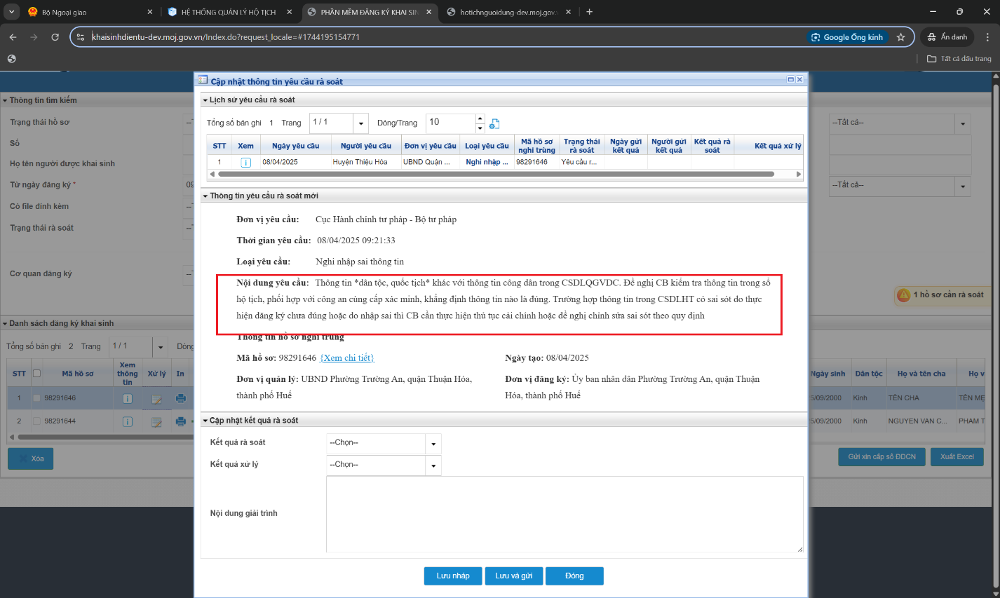 Bộ Ngoại giao
HỆ THỐNG QUẢN LÝ HỘ TỊCH
PHẦN MỀM ĐĂNG KÝ KHAI SIN
hotichnguoidung-dev.moj.gov.
khaisinhdientu-dev.moj.gov.vn/Index.do?request_locale=#1744195154771
Google Ống kính
Ẩn danh
Tất cả dấu trang
Cập nhật thông tin yêu cầu rà soát
Lịch sử yêu cầu rà soát
Tổng số bản ghi 1 Trang 1 / 1 Dòng/Trang 10
STT Xem Ngày yêu cầu Người yêu cầu Đơn vị yêu cầu Loại yêu cầu Mã hồ sơ nghi trùng Trạng thái rà soát Ngày gửi kết quả Người gửi kết quả Kết quả rà soát Kết quả xử lý
1 08/04/2025 Huyện Thiệu Hóa UBND Quận ... Nghi nhập ... 98291646 Yêu cầu r...
Thông tin yêu cầu rà soát mới
Đơn vị yêu cầu: Cục Hành chính tư pháp - Bộ tư pháp
Thời gian yêu cầu: 08/04/2025 09:21:33
Loại yêu cầu: Nghi nhập sai thông tin
Nội dung yêu cầu: Thông tin *dân tộc, quốc tịch* khác với thông tin công dân trong CSDLQGVDC. Đề nghị CB kiểm tra thông tin trong sổ
hộ tịch, phối hợp với công an cùng cấp xác minh, khẳng định thông tin nào là đúng. Trường hợp thông tin trong CSDLHT có sai sót do thực
hiện đăng ký chưa đúng hoặc do nhập sai thì CB cần thực hiện thủ tục cải chính hoặc đề nghị chỉnh sửa sai sót theo quy định
Thông tin hồ sơ nghi trùng
Mã hồ sơ: 98291646 {Xem chi tiết}
Ngày tạo: 08/04/2025
Đơn vị quản lý: UBND Phường Trường An, quận Thuận Hóa,
thành phố Huế
Đơn vị đăng ký: Ủy ban nhân dân Phường Trường An, quận Thuận
Hóa, thành phố Huế
Cập nhật kết quả rà soát
Kết quả rà soát --Chọn--
Kết quả xử lý --Chọn--
Nội dung giải trình
Lưu nháp Lưu và gửi Đóng
Thông tin tìm kiếm
Trạng thái hồ sơ --T
Số
Họ tên người được khai sinh
Từ ngày đăng ký * 09
Có file đính kèm --T
Trạng thái rà soát --T
Cơ quan đăng ký --T
--Tất cả--
--Tất cả--
1 hồ sơ cần rà soát
Danh sách đăng ký khai sinh
Tổng số bản ghi 2 Trang 1 / 1 Dòng
STT Mã hồ sơ Xem thông tin Xử lý In Ngày sinh Dân tộc Họ và tên cha Họ v
1 98291646 5/09/2000 Kinh TÊN CHA TÊN MẸ
2 98291644 5/09/2000 Kinh NGUYEN VAN C... PHAM T
Xóa
Gửi xin cấp số ĐDCN Xuất Excel